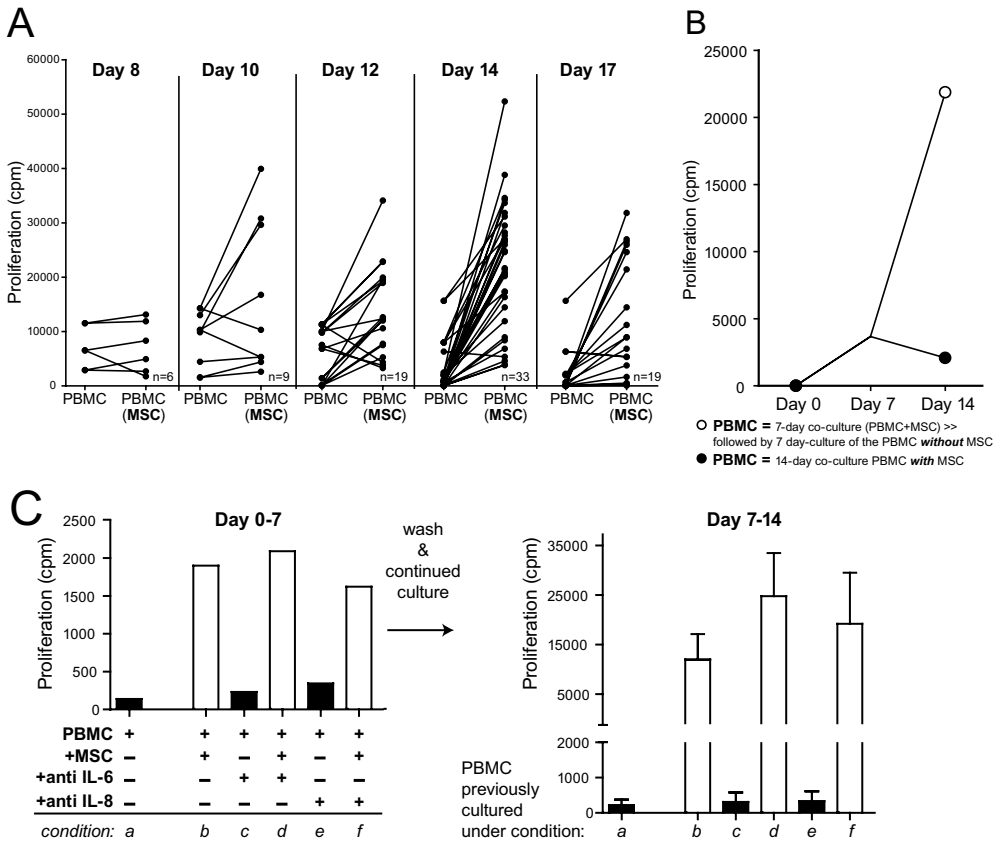 A
Proliferation (cpm)
60000
50000
40000
30000
20000
10000
0
Day 8
Day 10
Day 12
Day 14
Day 17
n=6
n=9
n=19
n=33
n=19
PBMC PBMC PBMC PBMC PBMC PBMC PBMC PBMC PBMC PBMC
(MSC) (MSC) (MSC) (MSC) (MSC)
B
Proliferation (cpm)
25000
20000
15000
10000
5000
0
Day 0 Day 7 Day 14
PBMC = 7-day co-culture (PBMC+MSC) >>
followed by 7 day-culture of the PBMC without MSC
PBMC = 14-day co-culture PBMC with MSC
C
Day 0-7
Proliferation (cpm)
2500
2000
1500
1000
500
0
PBMC + + + + + +
+MSC – + – + – +
+anti IL-6 – – + + – –
+anti IL-8 – – – – + +
condition: a b c d e f
wash
&
continued
culture
Day 7-14
Proliferation (cpm)
35000
25000
15000
5000
2000
1000
0
PBMC
previously
cultured
under condition: a b c d e f